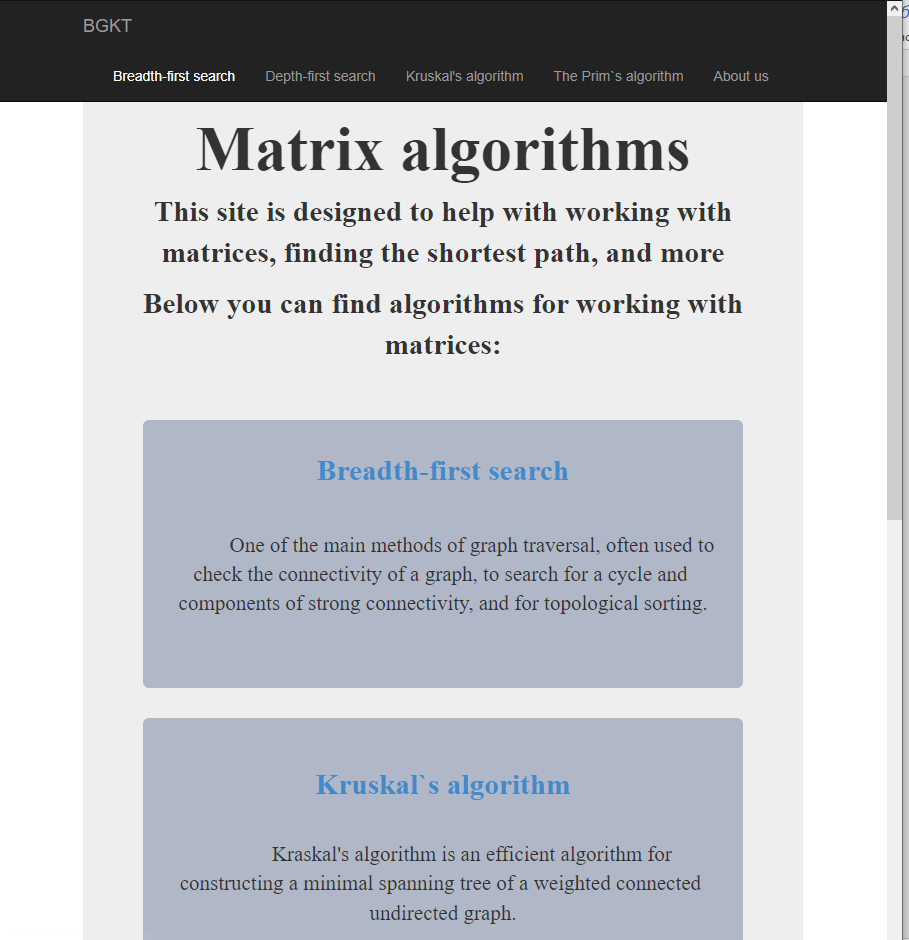 BGKT
Breadth-first search Depth-first search Kruskal's algorithm The Prim`s algorithm About us
Matrix algorithms
This site is designed to help with working with
matrices, finding the shortest path, and more
Below you can find algorithms for working with
matrices:
Breadth-first search
One of the main methods of graph traversal, often used to
check the connectivity of a graph, to search for a cycle and
components of strong connectivity, and for topological sorting.
Kruskal`s algorithm
Kraskal's algorithm is an efficient algorithm for
constructing a minimal spanning tree of a weighted connected
undirected graph.